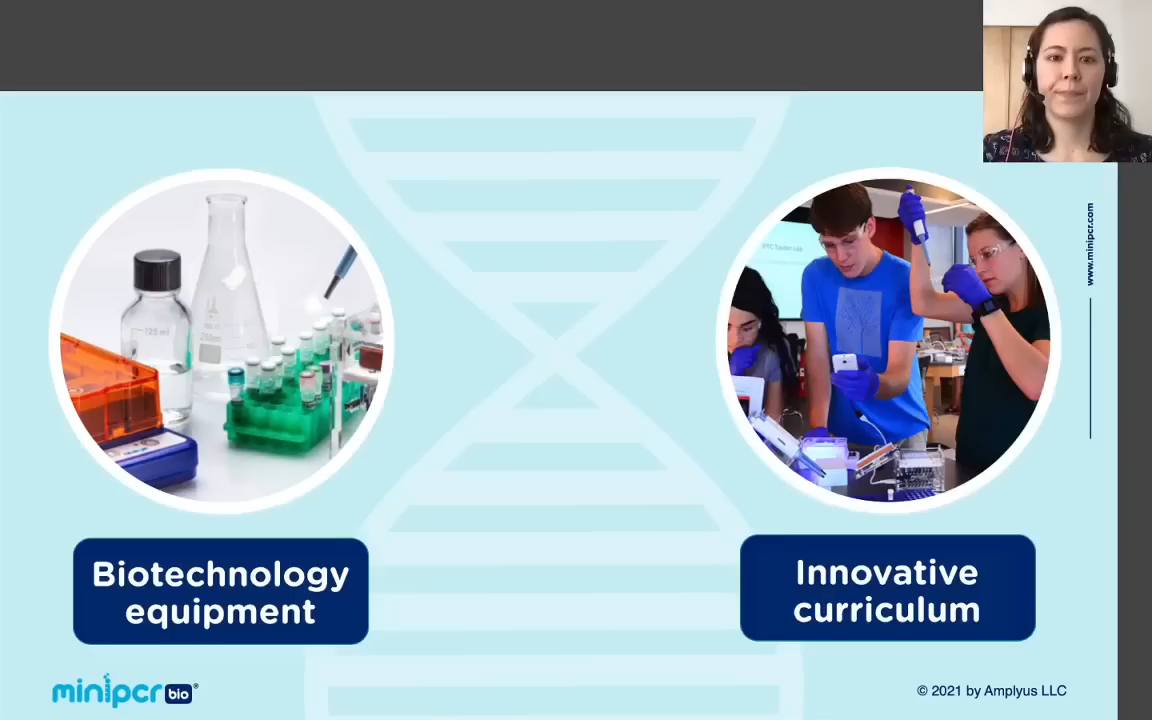 www.minipcr.com
Biotechnology
equipment
Innovative
curriculum
minipcr bio®
© 2021 by Amplyus LLC